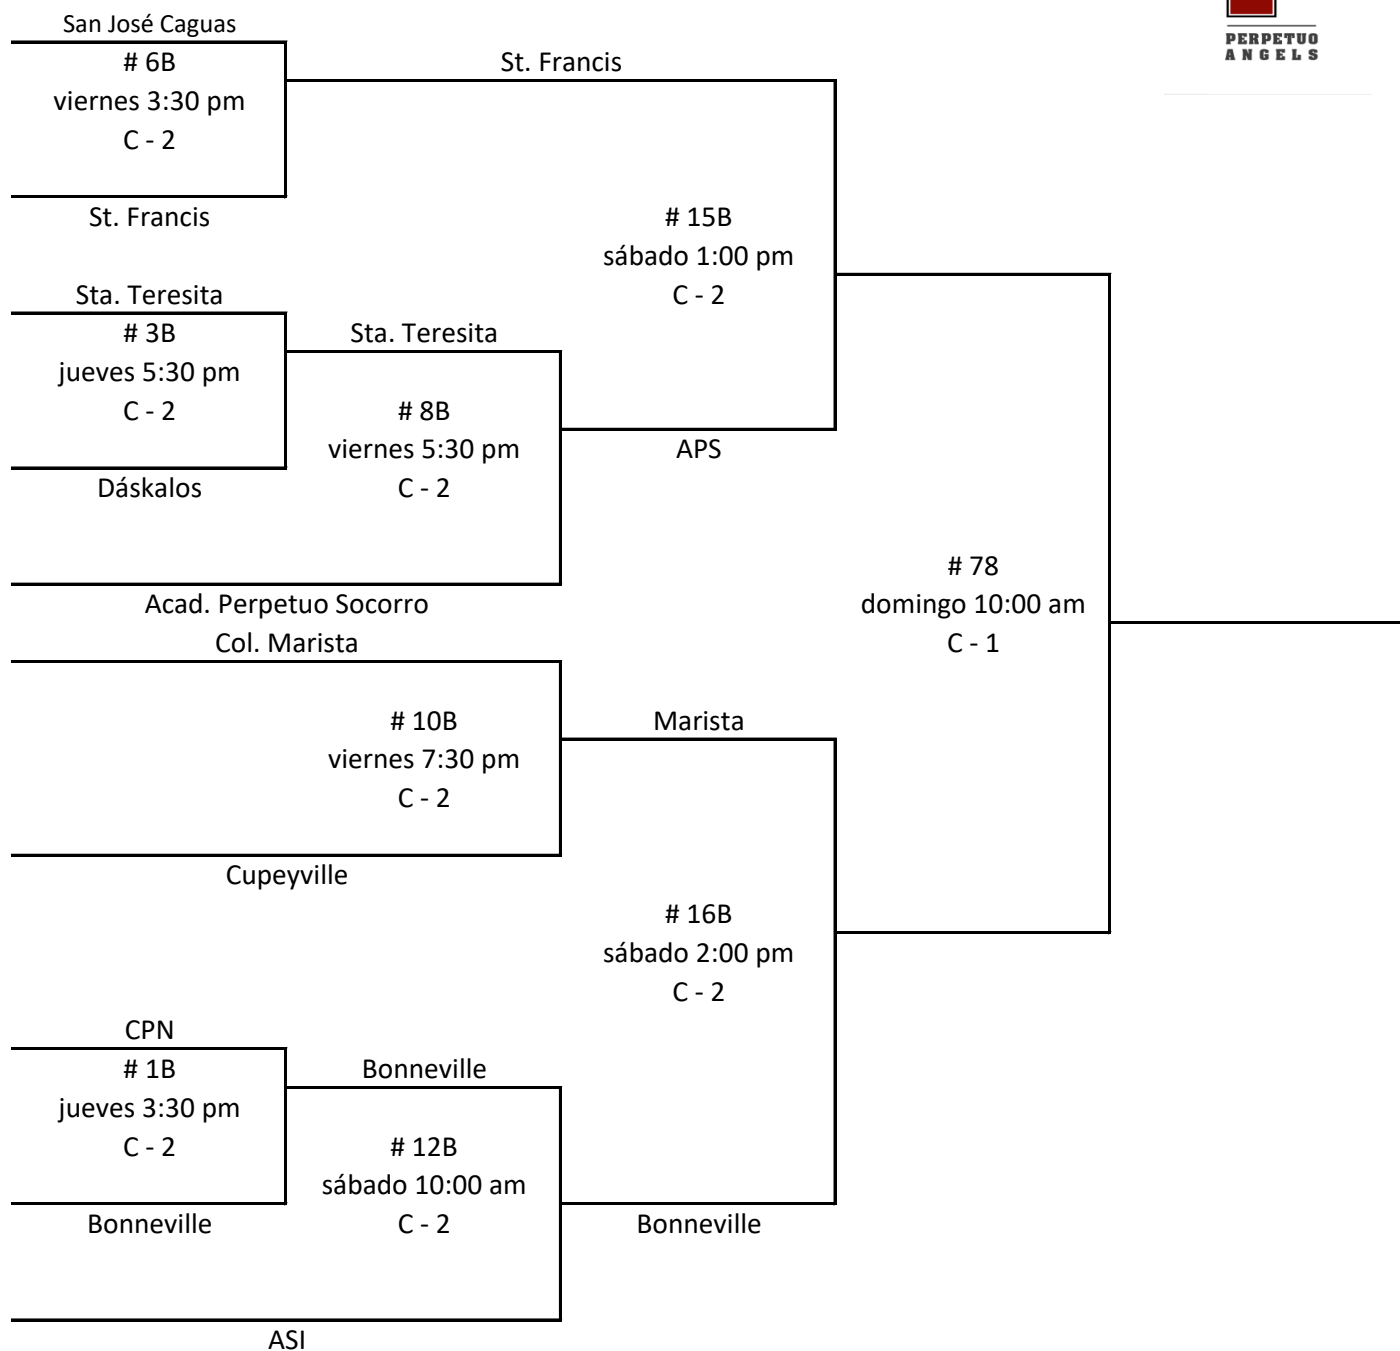 PERPETUO
ANGELS
San José Caguas
# 6B
viernes 3:30 pm
C - 2
St. Francis
St. Francis
# 15B
sábado 1:00 pm
C - 2
Sta. Teresita
# 3B
jueves 5:30 pm
C - 2
Dáskalos
Sta. Teresita
# 8B
viernes 5:30 pm
C - 2
APS
Acad. Perpetuo Socorro
# 78
domingo 10:00 am
C - 1
Col. Marista
# 10B
viernes 7:30 pm
C - 2
Marista
Cupeyville
# 16B
sábado 2:00 pm
C - 2
CPN
# 1B
jueves 3:30 pm
C - 2
Bonneville
Bonneville
# 12B
sábado 10:00 am
C - 2
Bonneville
ASI